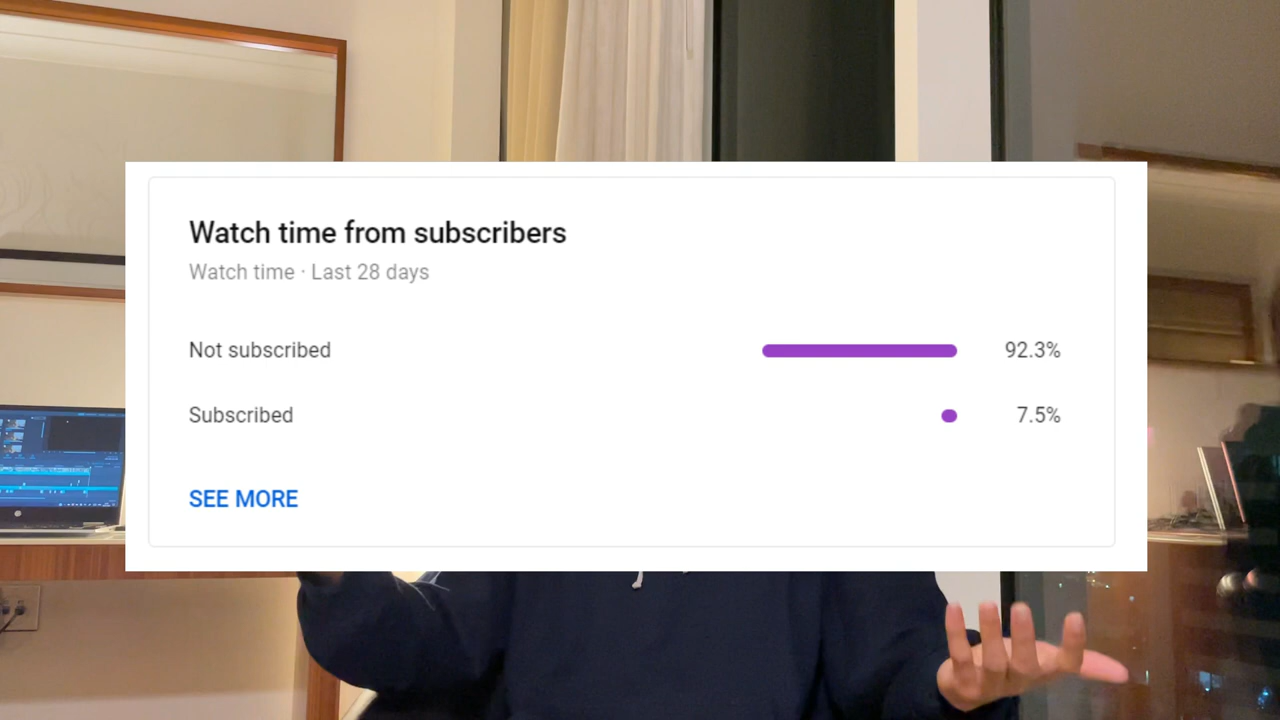 Watch time from subscribers
Watch time · Last 28 days
Not subscribed 92.3%
Subscribed 7.5%
SEE MORE